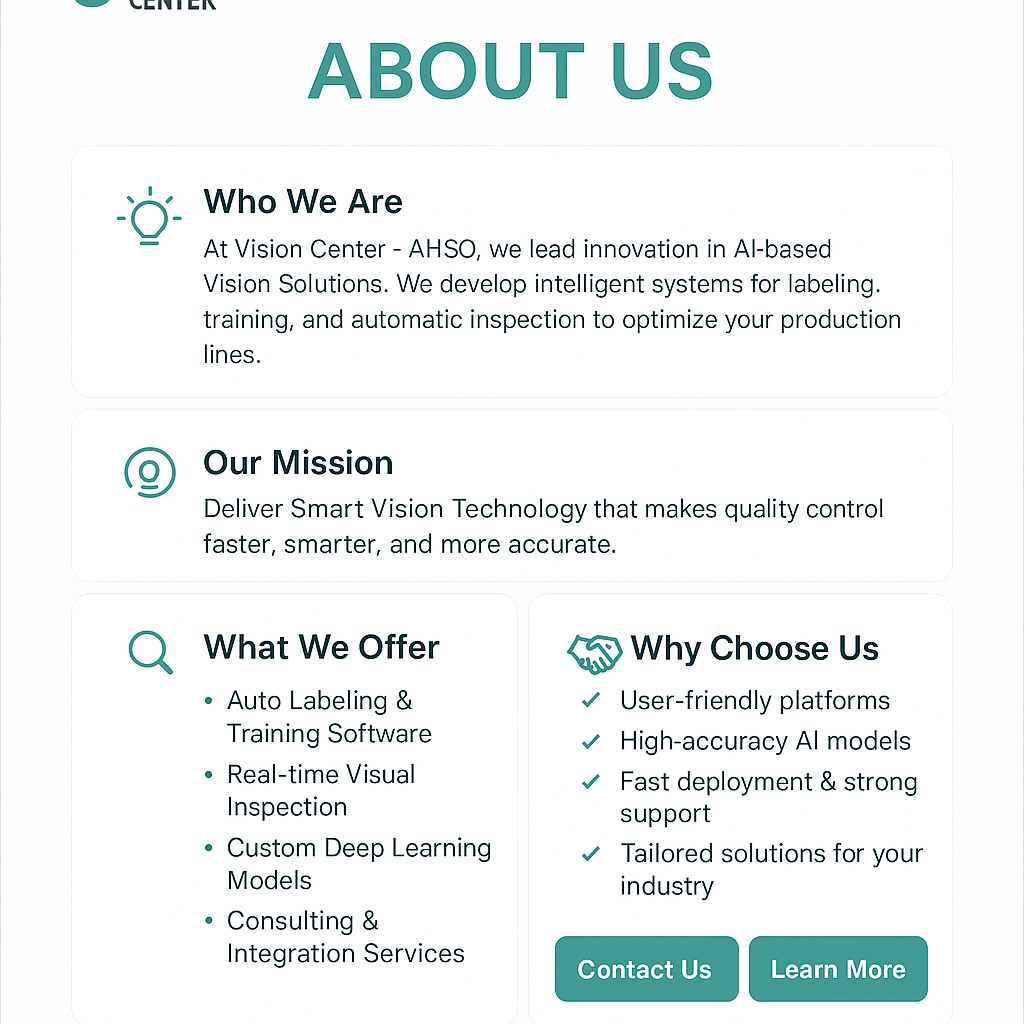 CENTER
ABOUT US
Who We Are
At Vision Center - AHSO, we lead innovation in AI-based
Vision Solutions. We develop intelligent systems for labeling.
training, and automatic inspection to optimize your production
lines.
Our Mission
Deliver Smart Vision Technology that makes quality control
faster, smarter, and more accurate.
What We Offer
• Auto Labeling &
Training Software
• Real-time Visual
Inspection
• Custom Deep Learning
Models
• Consulting &
Integration Services
Why Choose Us
✓ User-friendly platforms
✓ High-accuracy AI models
✓ Fast deployment & strong
support
✓ Tailored solutions for your
industry
Contact Us
Learn More